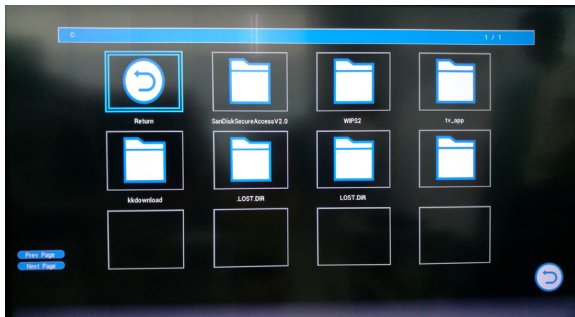 C:
1 / 1
Return
SanDiskSecureAccessV2.0
WIPS2
tv_app
kkdownload
.LOST.DIR
LOST.DIR
Prev Page
Next Page